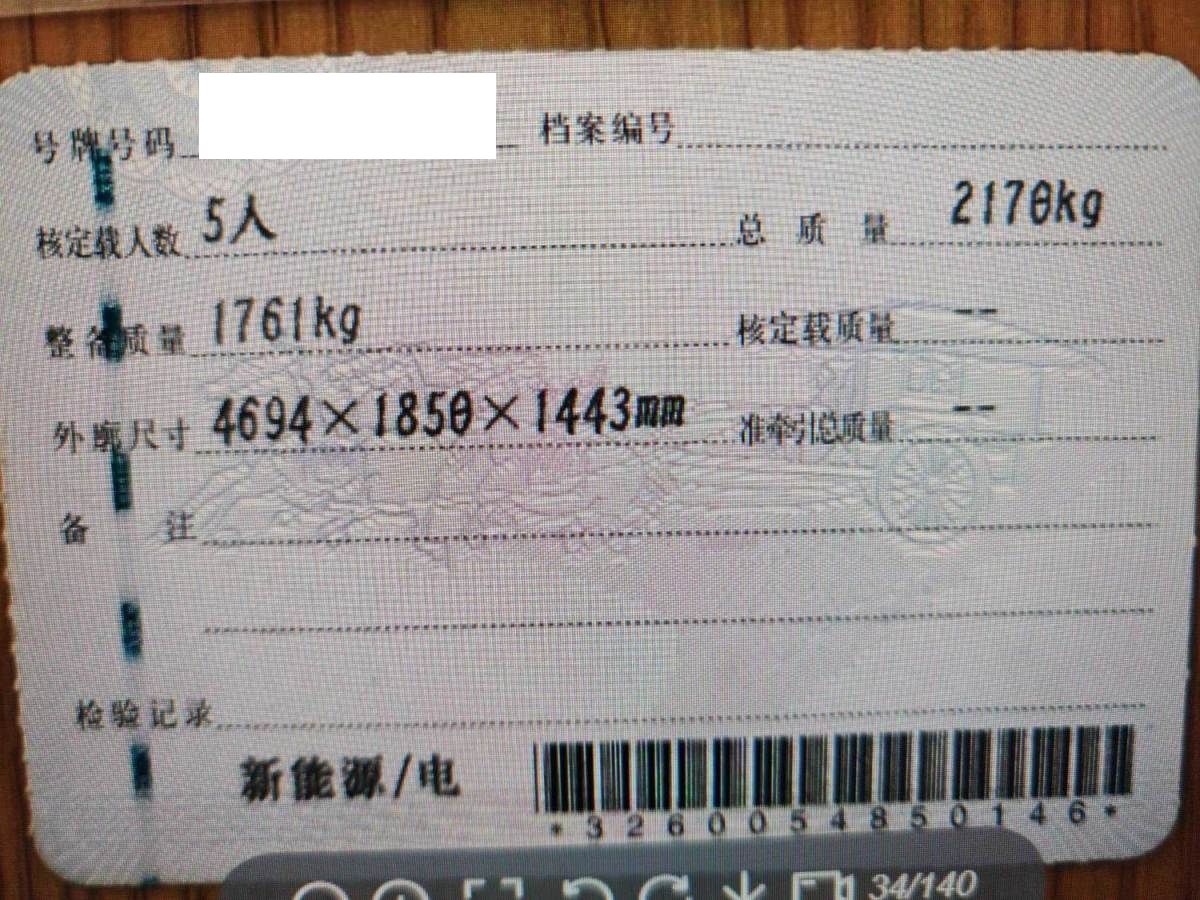 号牌号码 档案编号
核定载人数 5人 总质量 2170kg
整备质量 1761kg 核定载质量 --
外廓尺寸 4694×1850×1443mm 准牵引总质量 --
备注
检验记录
新能源/电
*3260054850146*
34/140